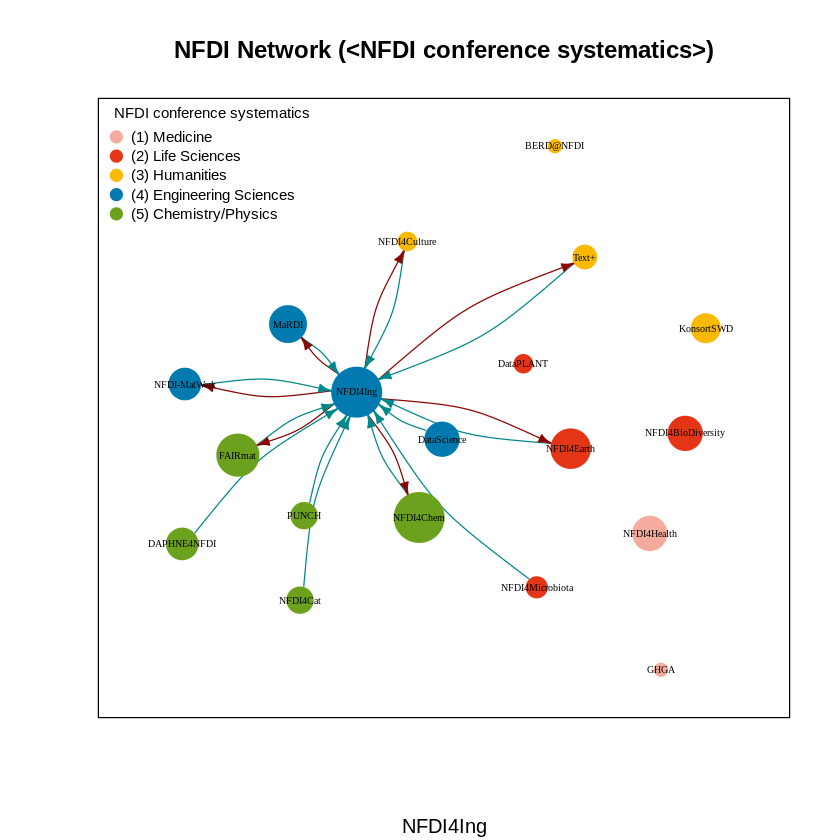 NFDI Network (<NFDI conference systematics>)
NFDI conference systematics
(1) Medicine
(2) Life Sciences
(3) Humanities
(4) Engineering Sciences
(5) Chemistry/Physics
BERD@NFDI
NFDI4Culture
Text+
MaRDI
KonsortSWD
DataPLANT
NFDI-MatWerk
NFDI4Ing
NFDI4BioDiversity
DataScience
NFDI4Earth
FAIRmat
PUNCH
NFDI4Chem
NFDI4Health
DAPHNE4NFDI
NFDI4Microbiota
NFDI4Cat
GHGA
NFDI4Ing